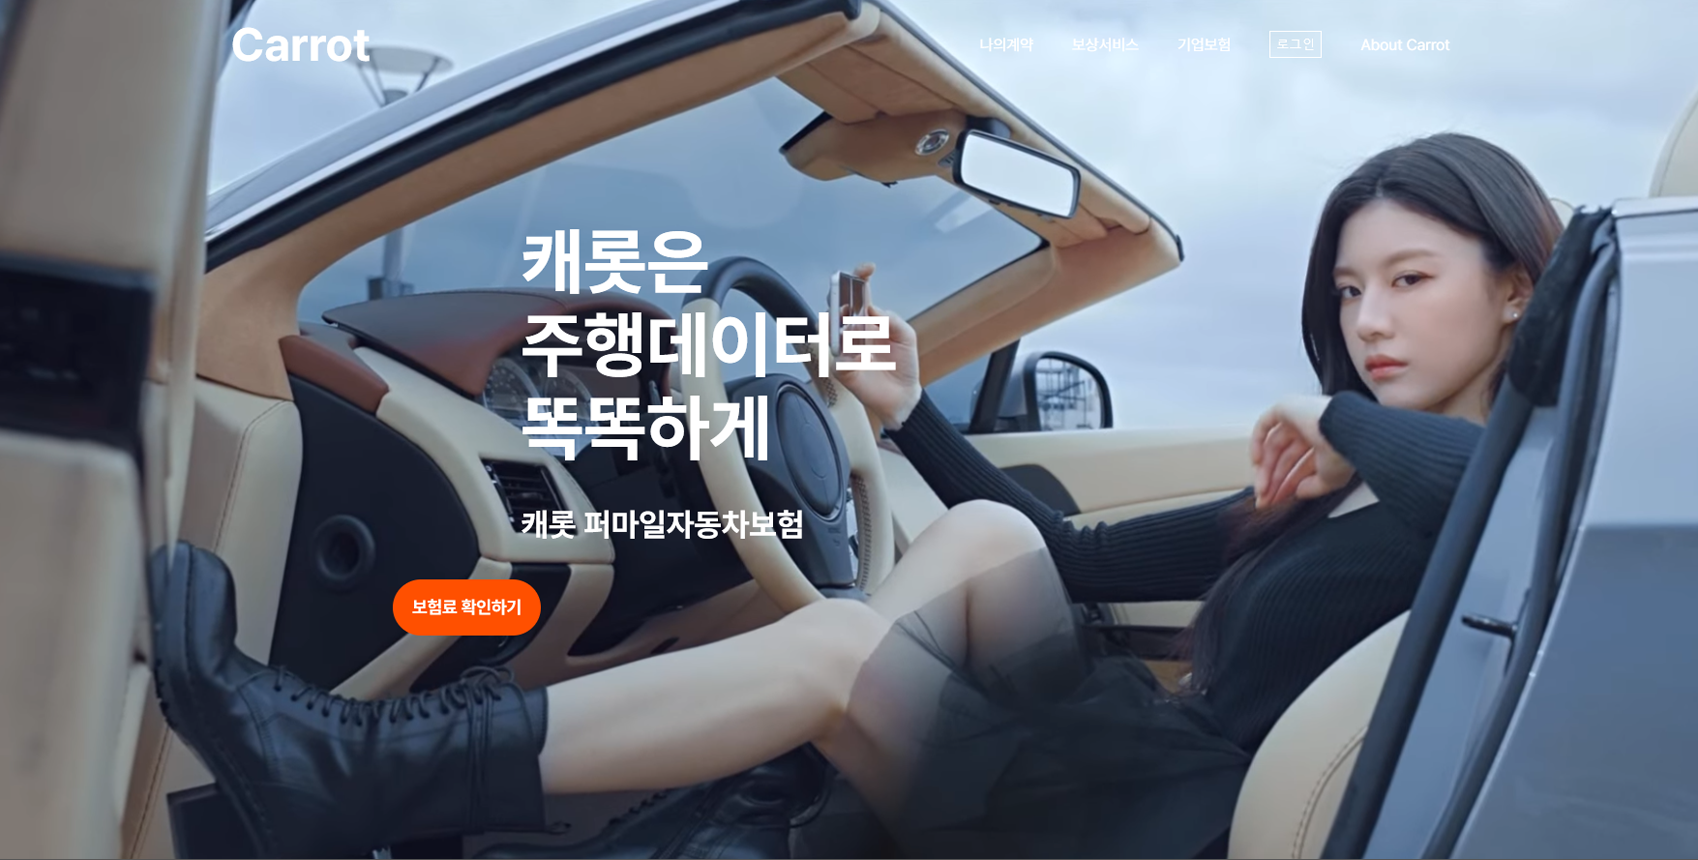 Carrot
나의계약
보상서비스
기업보험
로그인
About Carrot
캐롯은
주행데이터로
똑똑하게
캐롯 퍼마일자동차보험
보험료 확인하기